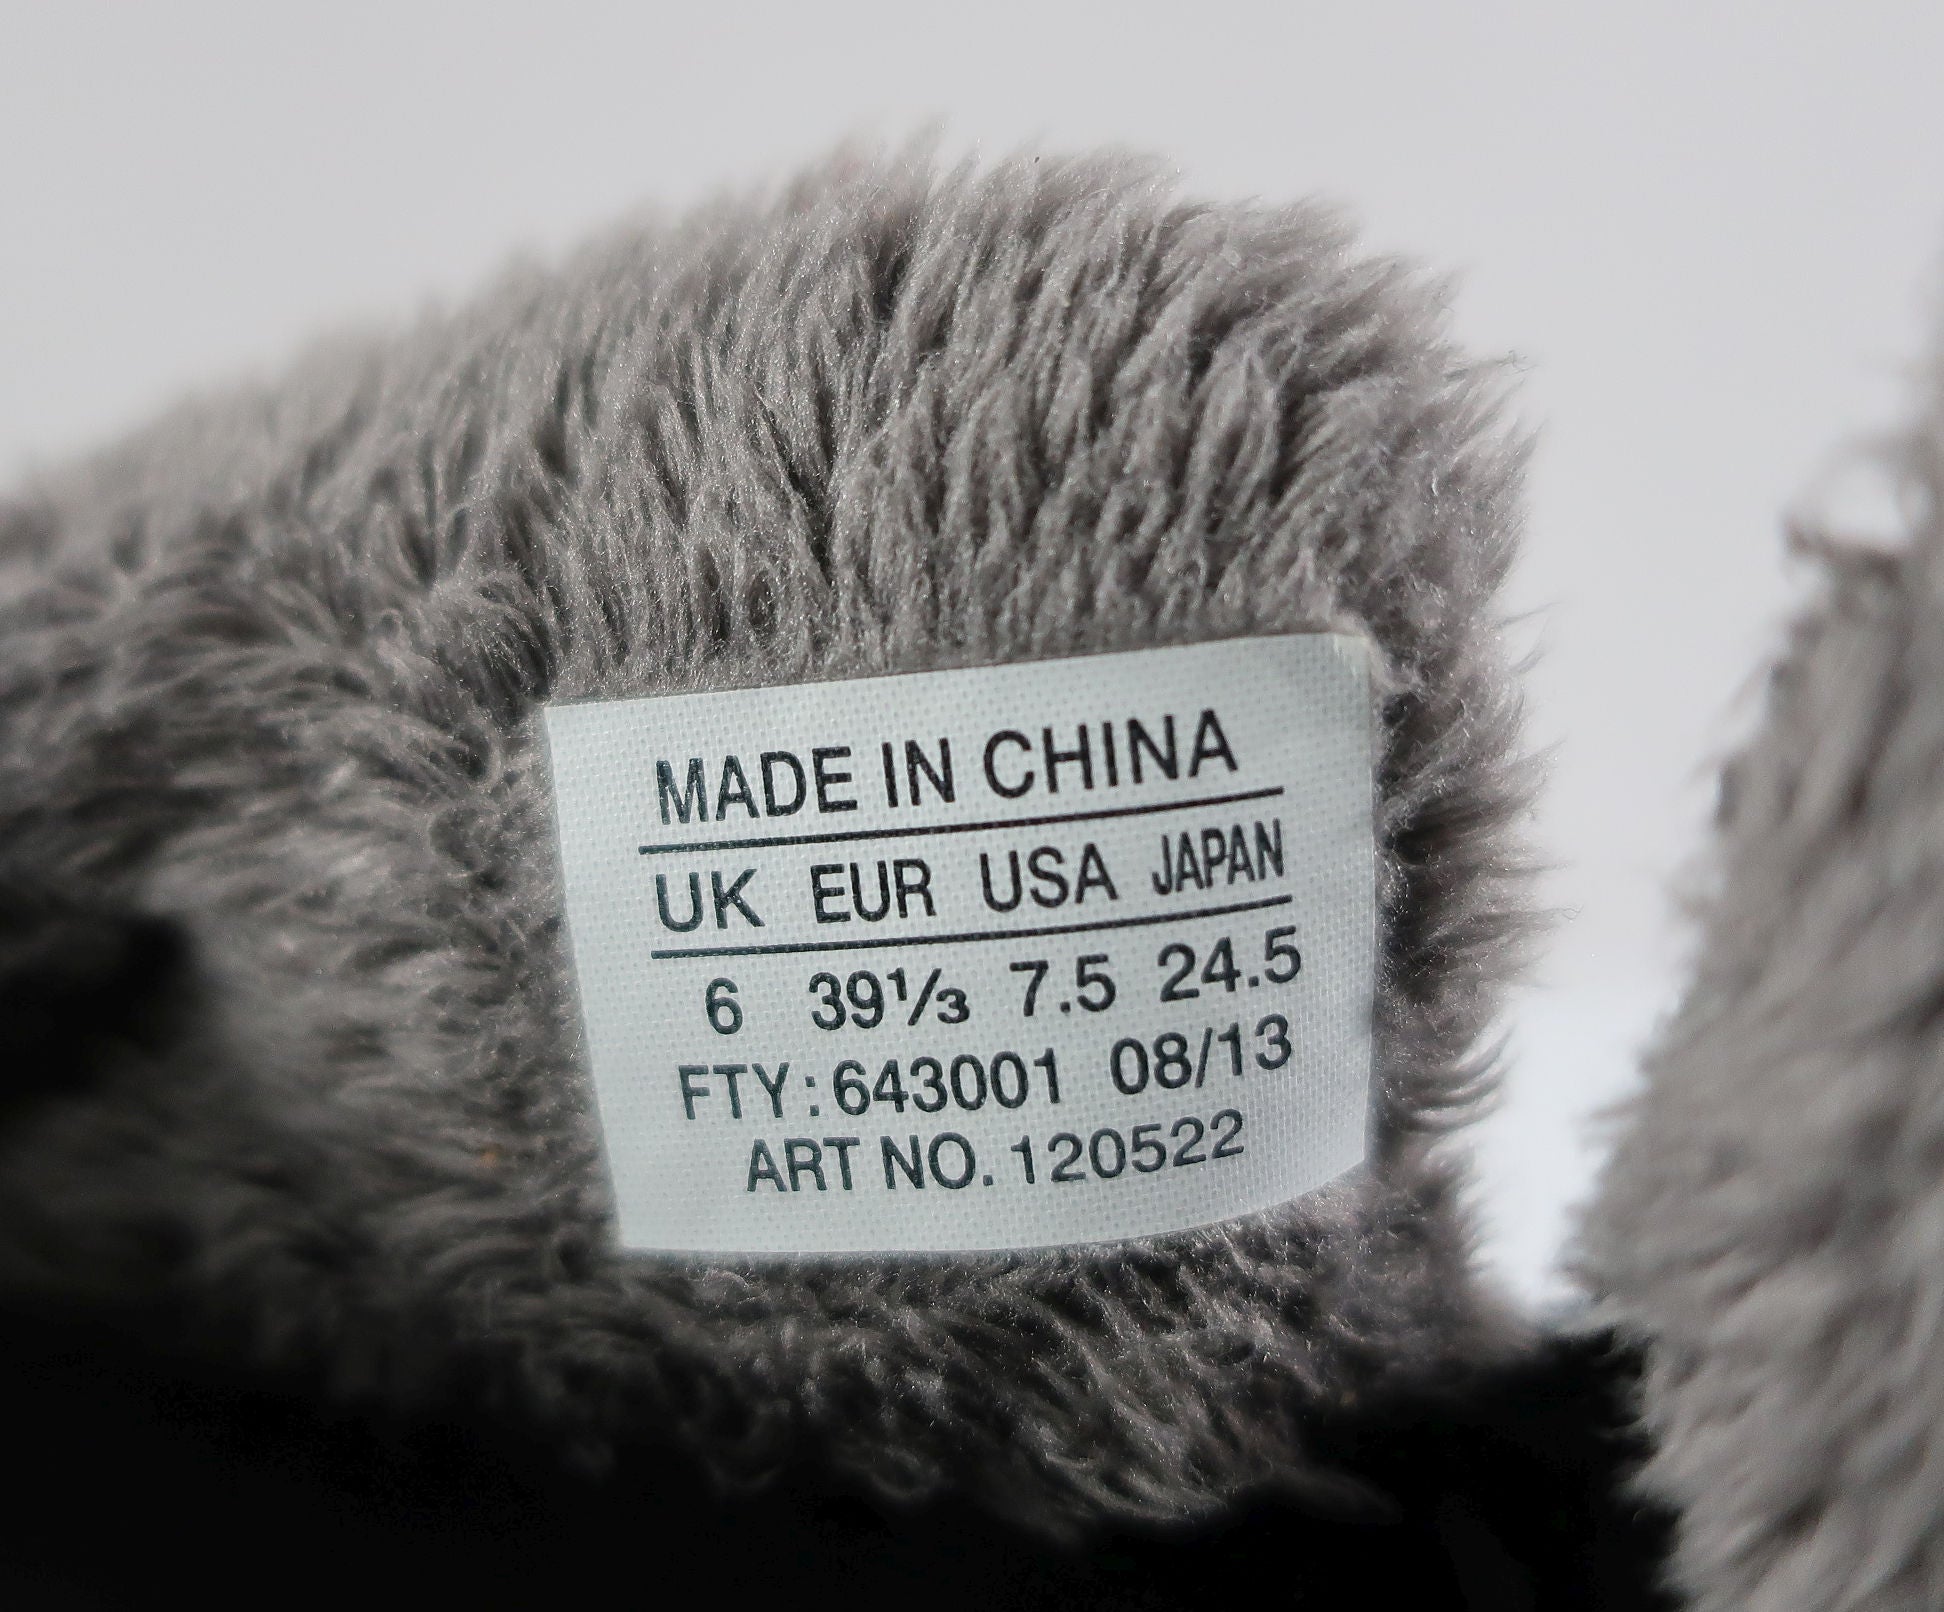 MADE IN CHINA
UK EUR USA JAPAN
6 39⅓ 7.5 24.5
FTY: 643001 08/13
ART NO. 120522